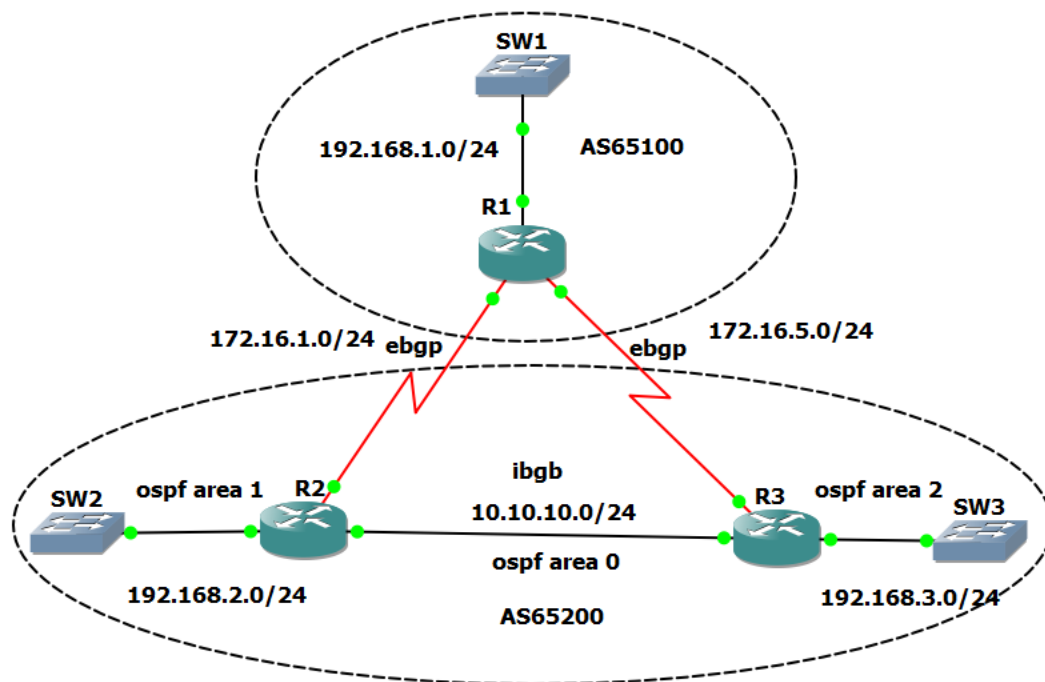 SW1
192.168.1.0/24
AS65100
R1
172.16.1.0/24
ebgp
ebgp
172.16.5.0/24
SW2
ospf area 1
R2
ibgb
10.10.10.0/24
R3
ospf area 2
SW3
ospf area 0
192.168.2.0/24
192.168.3.0/24
AS65200